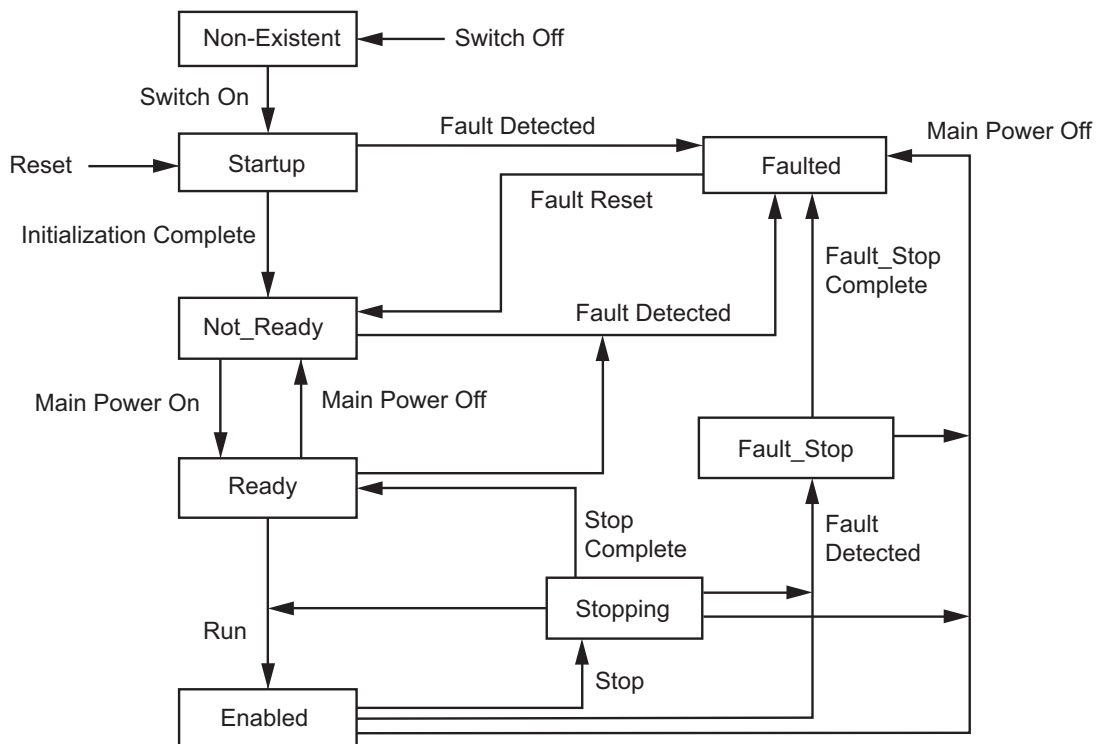 Non-Existent
Switch Off
Switch On
Fault Detected
Main Power Off
Reset
Startup
Faulted
Fault Reset
Initialization Complete
Fault_Stop
Complete
Not_Ready
Fault Detected
Main Power On
Main Power Off
Fault_Stop
Ready
Stop
Complete
Fault
Detected
Stopping
Run
Stop
Enabled